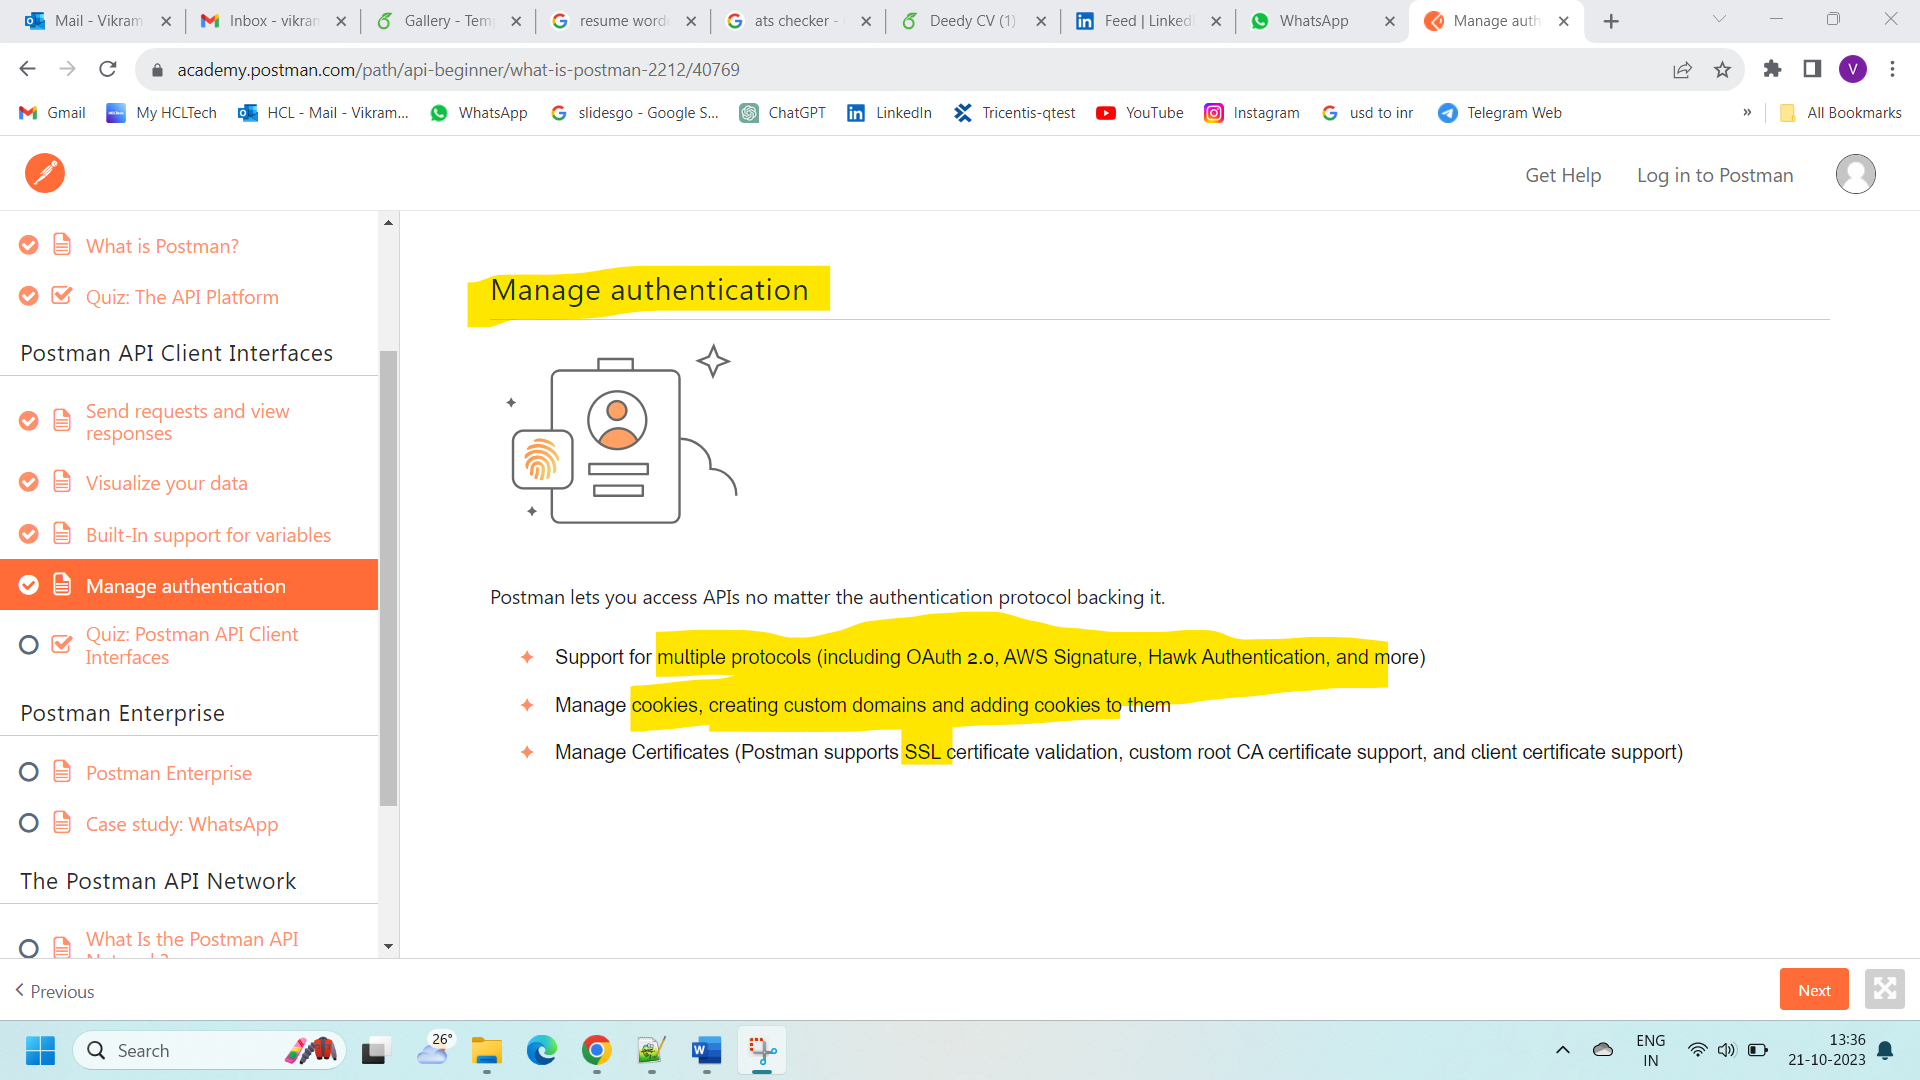 Mail - Vikram
Inbox - vikran
Gallery - Temp
resume worde
ats checker -
Deedy CV (1)
Feed | LinkedI
WhatsApp
Manage auth
academy.postman.com/path/api-beginner/what-is-postman-2212/40769
V
Gmail
My HCLTech
HCL - Mail - Vikram...
WhatsApp
slidesgo - Google S...
ChatGPT
LinkedIn
Tricentis-qtest
YouTube
Instagram
usd to inr
Telegram Web
»
All Bookmarks
Get Help
Log in to Postman
What is Postman?
Quiz: The API Platform
Postman API Client Interfaces
Send requests and view
responses
Visualize your data
Built-In support for variables
Manage authentication
Quiz: Postman API Client
Interfaces
Postman Enterprise
Postman Enterprise
Case study: WhatsApp
The Postman API Network
What Is the Postman API
Manage authentication
Postman lets you access APIs no matter the authentication protocol backing it.
Support for multiple protocols (including OAuth 2.0, AWS Signature, Hawk Authentication, and more)
Manage cookies, creating custom domains and adding cookies to them
Manage Certificates (Postman supports SSL certificate validation, custom root CA certificate support, and client certificate support)
Previous
Next
Search
26°
ENG
IN
13:36
21-10-2023